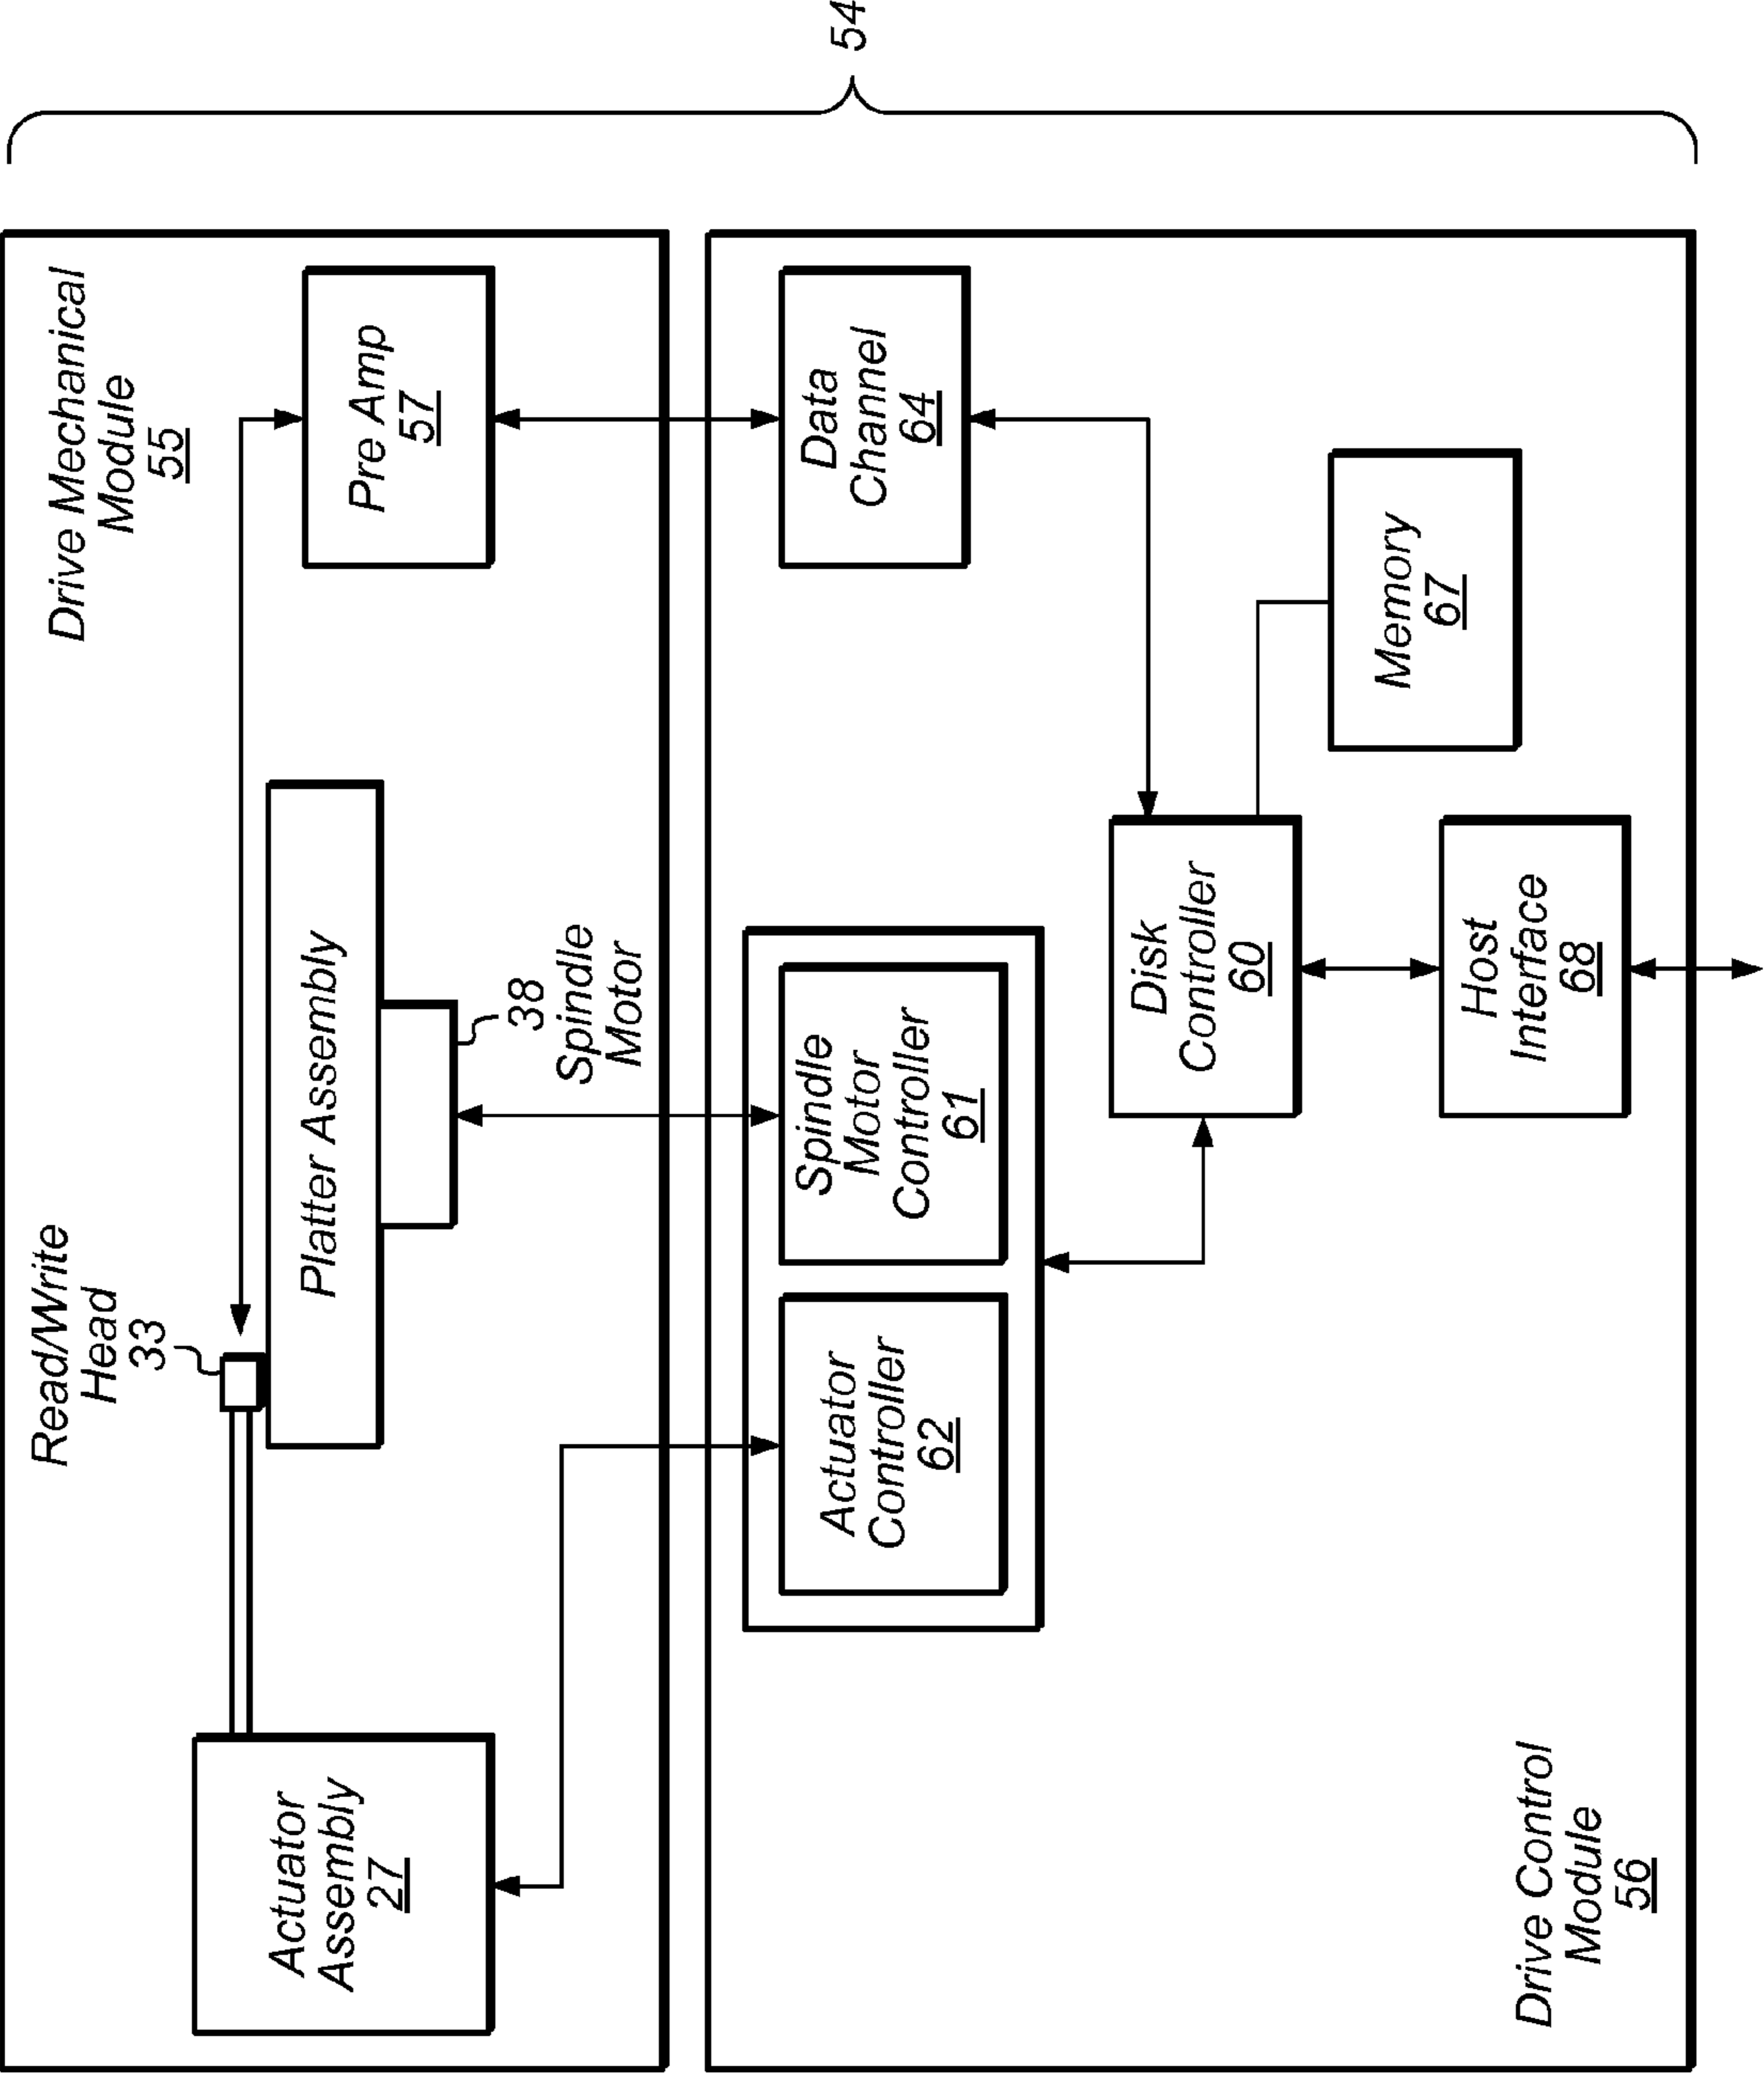 54
Read/Write
Head
33
Drive Mechanical
Module
55
Actuator
Assembly
27
Platter Assembly
38
Spindle
Motor
Pre Amp
57
Actuator
Controller
62
Spindle
Motor
Controller
61
Data
Channel
64
Disk
Controller
60
Memory
67
Host
Interface
68
Drive Control
Module
56